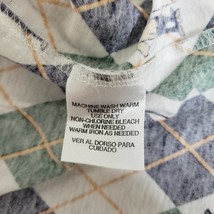 MACHINE WASH WARM
TUMBLE DRY
USE ONLY
NON-CHLORINE BLEACH
WHEN NEEDED
WARM IRON AS NEEDED
VER AL DORSO PARA
CUIDADO